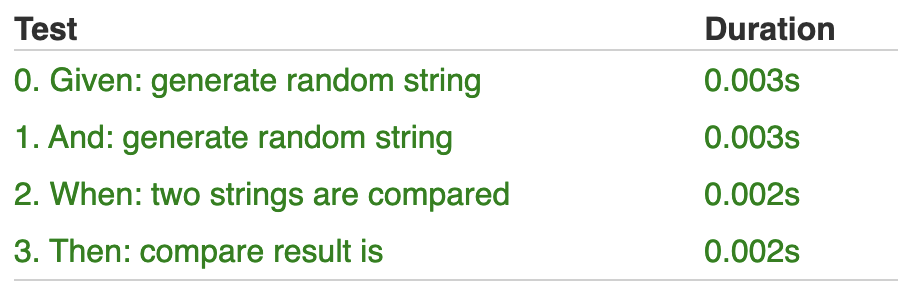 Test Duration
0. Given: generate random string 0.003s
1. And: generate random string 0.003s
2. When: two strings are compared 0.002s
3. Then: compare result is 0.002s